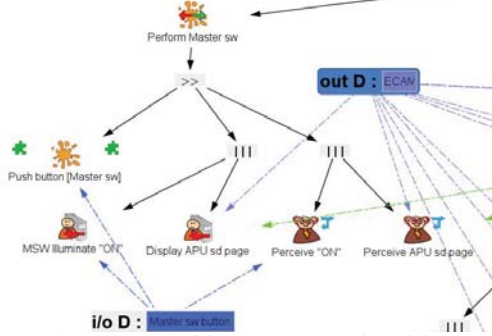 Perform Master sw
>>
out D : ECAM
|||
|||
Push button [Master sw]
MSW Illuminate "ON"
Display APU sd page
Perceive "ON"
Perceive APU sd page
i/o D : Master sw button
|||